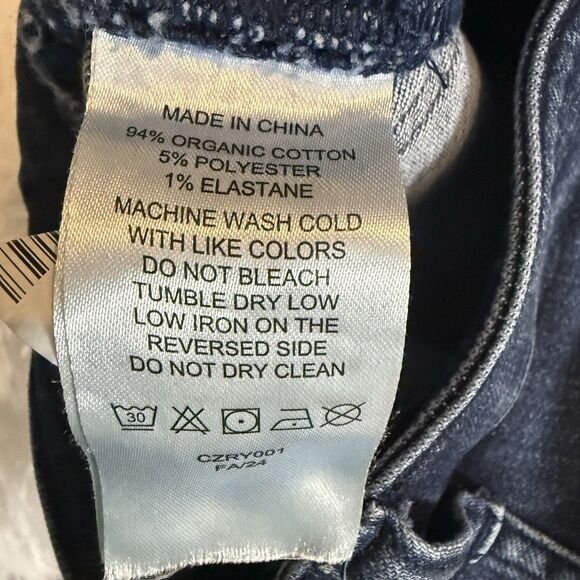 MADE IN CHINA
94% ORGANIC COTTON
5% POLYESTER
1% ELASTANE
MACHINE WASH COLD
WITH LIKE COLORS
DO NOT BLEACH
TUMBLE DRY LOW
LOW IRON ON THE
REVERSED SIDE
DO NOT DRY CLEAN
30
CZRY001
FA/24